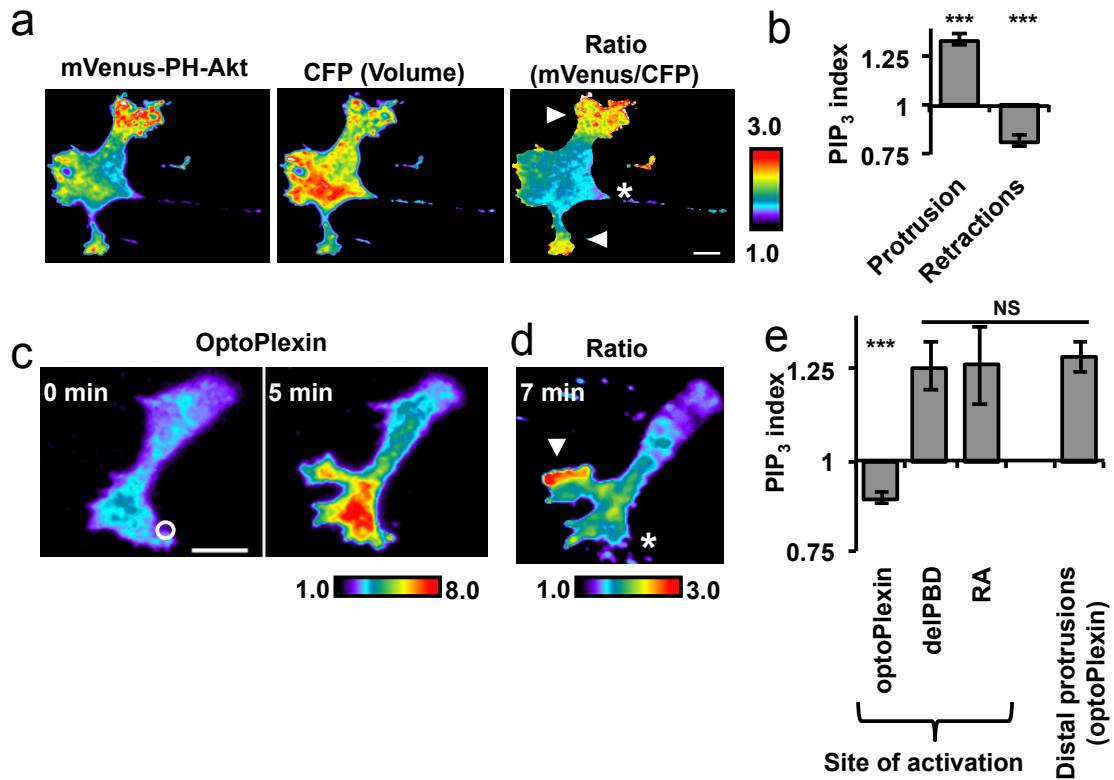 a
mVenus-PH-Akt
CFP (Volume)
Ratio
(mVenus/CFP)
*
3.0
1.0
b
PIP3 index
1.25
1
0.75
***
***
Protrusion
Retractions
c
OptoPlexin
0 min
5 min
1.0
8.0
d
Ratio
7 min
*
1.0
3.0
e
PIP3 index
1.25
1
0.75
***
NS
optoPlexin
delPBD
RA
Distal protrusions
(optoPlexin)
Site of activation